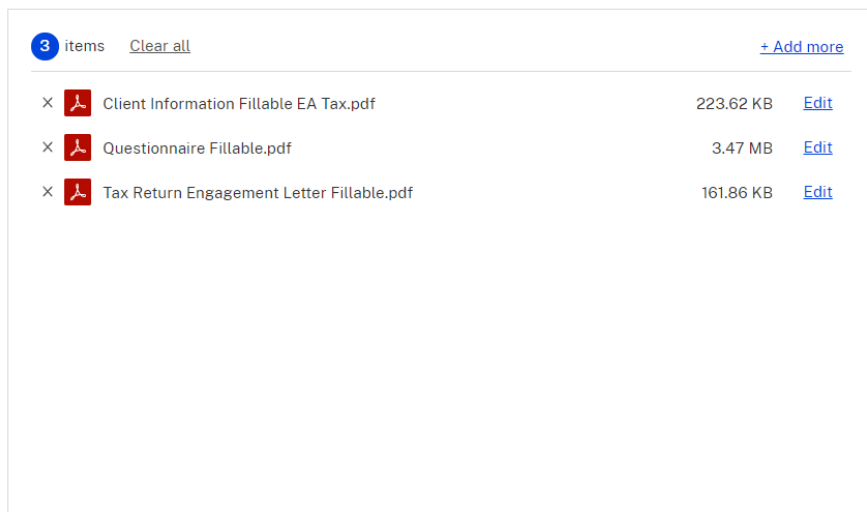 3 items Clear all + Add more
Client Information Fillable EA Tax.pdf 223.62 KB Edit
Questionnaire Fillable.pdf 3.47 MB Edit
Tax Return Engagement Letter Fillable.pdf 161.86 KB Edit